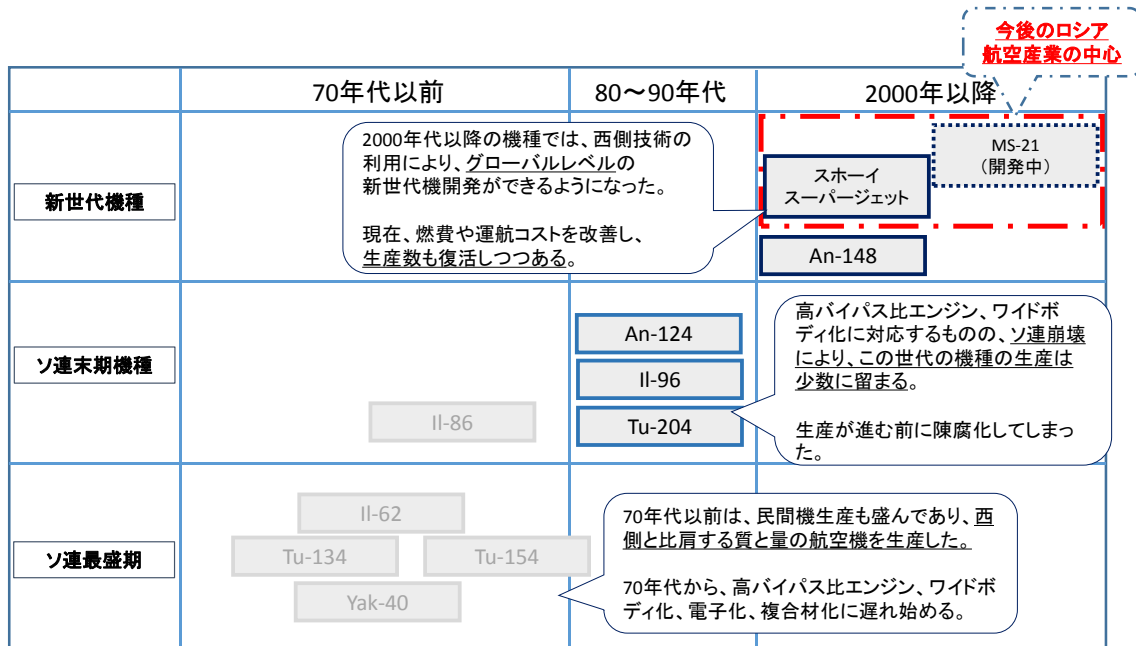 今後のロシア
航空産業の中心
70年代以前
80～90年代
2000年以降
新世代機種
2000年代以降の機種では、西側技術の
利用により、グローバルレベルの
新世代機開発ができるようになった。
現在、燃費や運航コストを改善し、
生産数も復活しつつある。
スホーイ
スーパージェット
MS-21
（開発中）
An-148
ソ連末期機種
Il-86
An-124
Il-96
Tu-204
高バイパス比エンジン、ワイドボ
ディ化に対応するものの、ソ連崩壊
により、この世代の機種の生産は
少数に留まる。
生産が進む前に陳腐化してしまっ
た。
ソ連最盛期
Il-62
Tu-134
Tu-154
Yak-40
70年代以前は、民間機生産も盛んであり、西
側と比肩する質と量の航空機を生産した。
70年代から、高バイパス比エンジン、ワイドボ
ディ化、電子化、複合材化に遅れ始める。